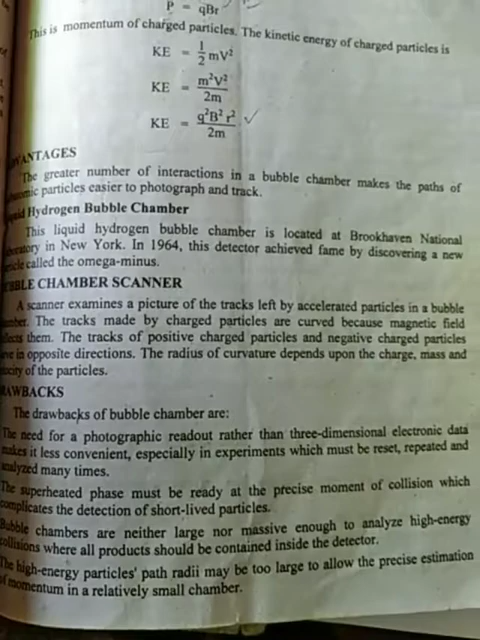 P = qBr
This is momentum of charged particles. The kinetic energy of charged particles is
KE = 1/2 mV²
KE = m²V²/2m
KE = q²B²r²/2m ✓
VANTAGES
The greater number of interactions in a bubble chamber makes the paths of
particles easier to photograph and track.
Hydrogen Bubble Chamber
This liquid hydrogen bubble chamber is located at Brookhaven National
in New York. In 1964, this detector achieved fame by discovering a new
called the omega-minus.
BBLE CHAMBER SCANNER
A scanner examines a picture of the tracks left by accelerated particles in a bubble
The tracks made by charged particles are curved because magnetic field
them. The tracks of positive charged particles and negative charged particles
in opposite directions. The radius of curvature depends upon the charge, mass and
of the particles.
RAWBACKS
The drawbacks of bubble chamber are:
The need for a photographic readout rather than three-dimensional electronic data
makes it less convenient, especially in experiments which must be reset, repeated and
analyzed many times.
The superheated phase must be ready at the precise moment of collision which
complicates the detection of short-lived particles.
Bubble chambers are neither large nor massive enough to analyze high-energy
collisions where all products should be contained inside the detector.
The high-energy particles' path radii may be too large to allow the precise estimation
of momentum in a relatively small chamber.